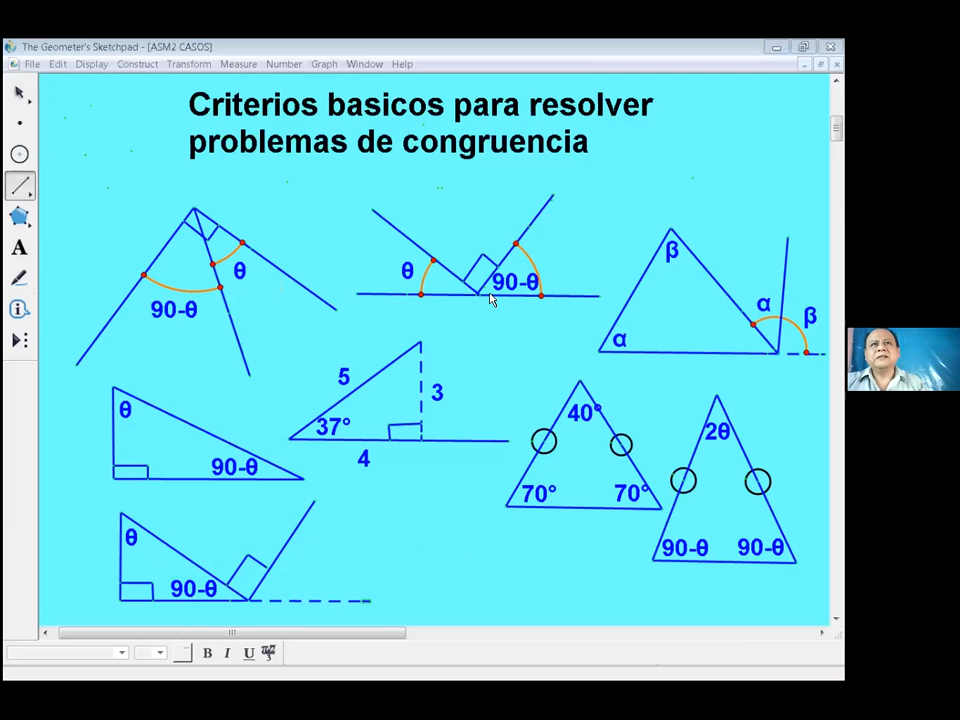 The Geometer's Sketchpad - [ASM2 CASOS]
File Edit Display Construct Transform Measure Number Graph Window Help
Criterios basicos para resolver
problemas de congruencia
θ
90-θ
θ
90-θ
β
α
α
β
θ
90-θ
5
3
37°
4
40°
70°
70°
2θ
90-θ
90-θ
θ
90-θ
A
B I U